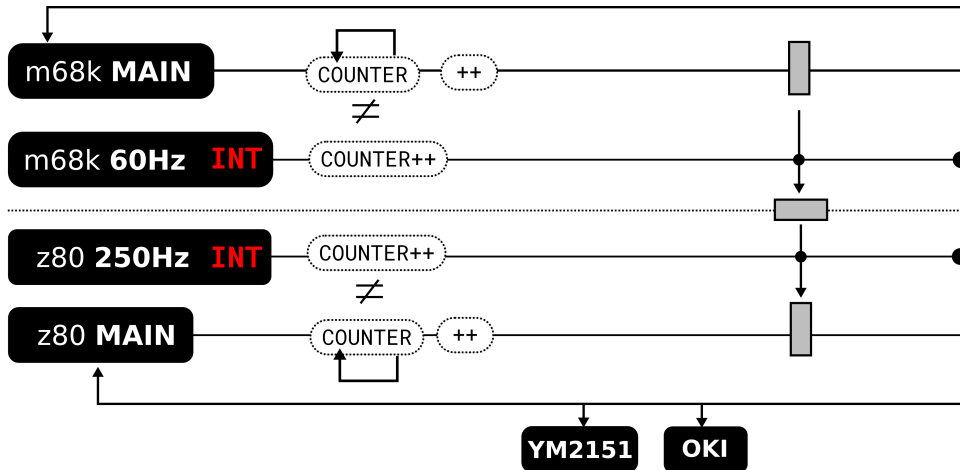 m68k MAIN
COUNTER
++
≠
m68k 60Hz INT
COUNTER++
z80 250Hz INT
COUNTER++
≠
z80 MAIN
COUNTER
++
YM2151
OKI